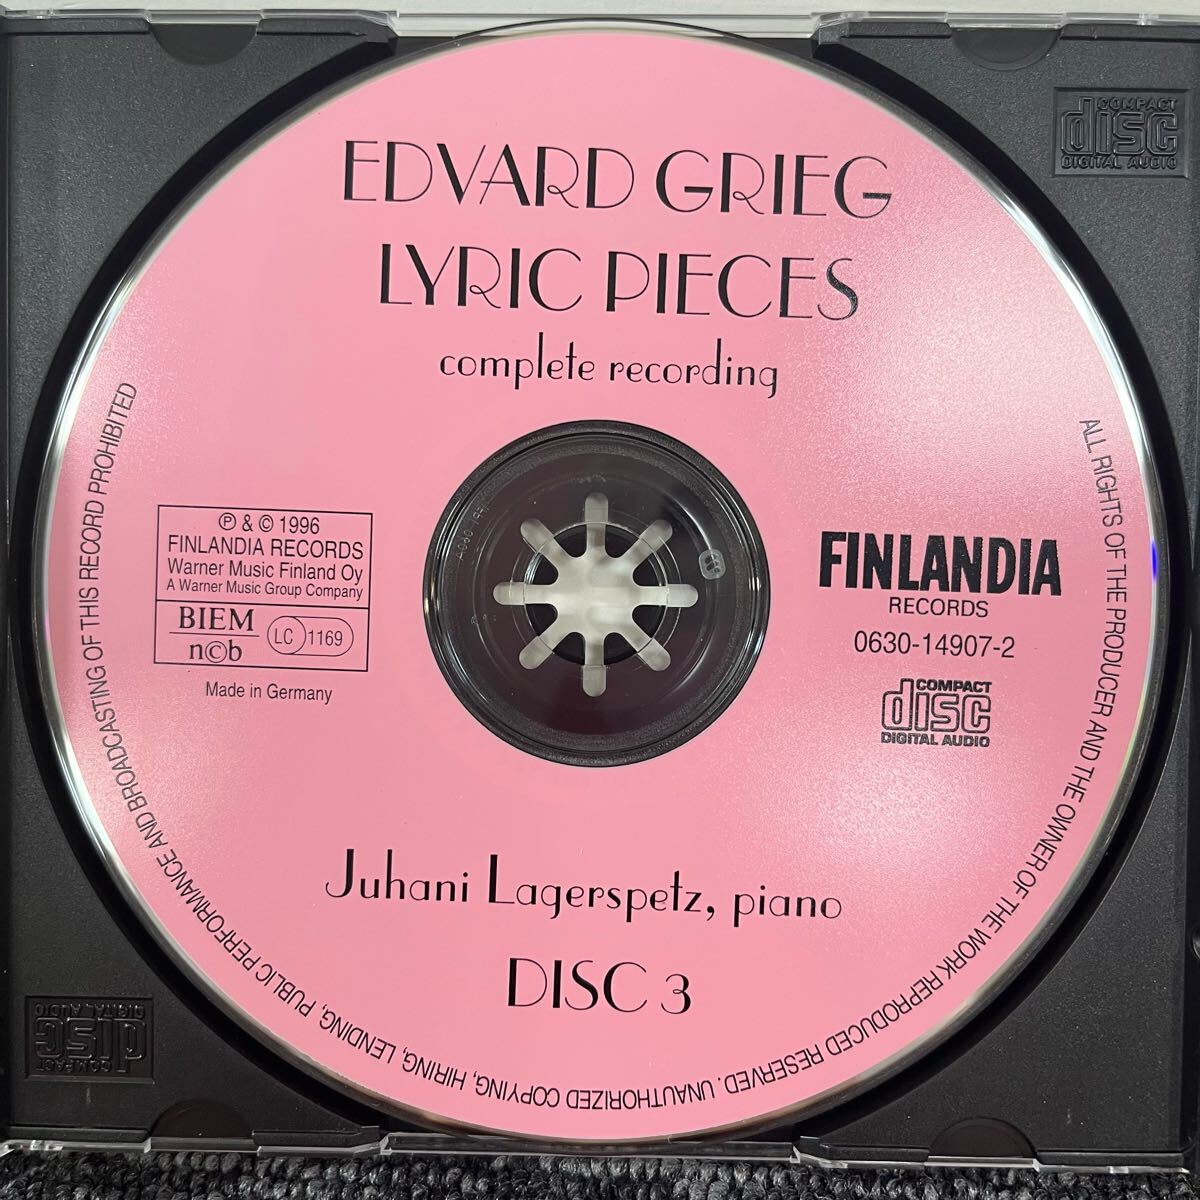 EDVARD GRIEG
LYRIC PIECES
complete recording
℗ & © 1996
FINLANDIA RECORDS
Warner Music Finland Oy
A Warner Music Group Company
BIEM
n©b
LC 1169
Made in Germany
FINLANDIA
RECORDS
0630-14907-2
COMPACT
disc
DIGITAL AUDIO
Juhani Lagerspetz, piano
DISC 3
ALL RIGHTS OF THE PRODUCER AND THE OWNER OF THE WORK REPRODUCED RESERVED. UNAUTHORIZED COPYING, HIRING, LENDING, PUBLIC PERFORMANCE AND BROADCASTING OF THIS RECORD PROHIBITED
COMPACT
disc
DIGITAL AUDIO
COMPACT
disc
DIGITAL AUDIO